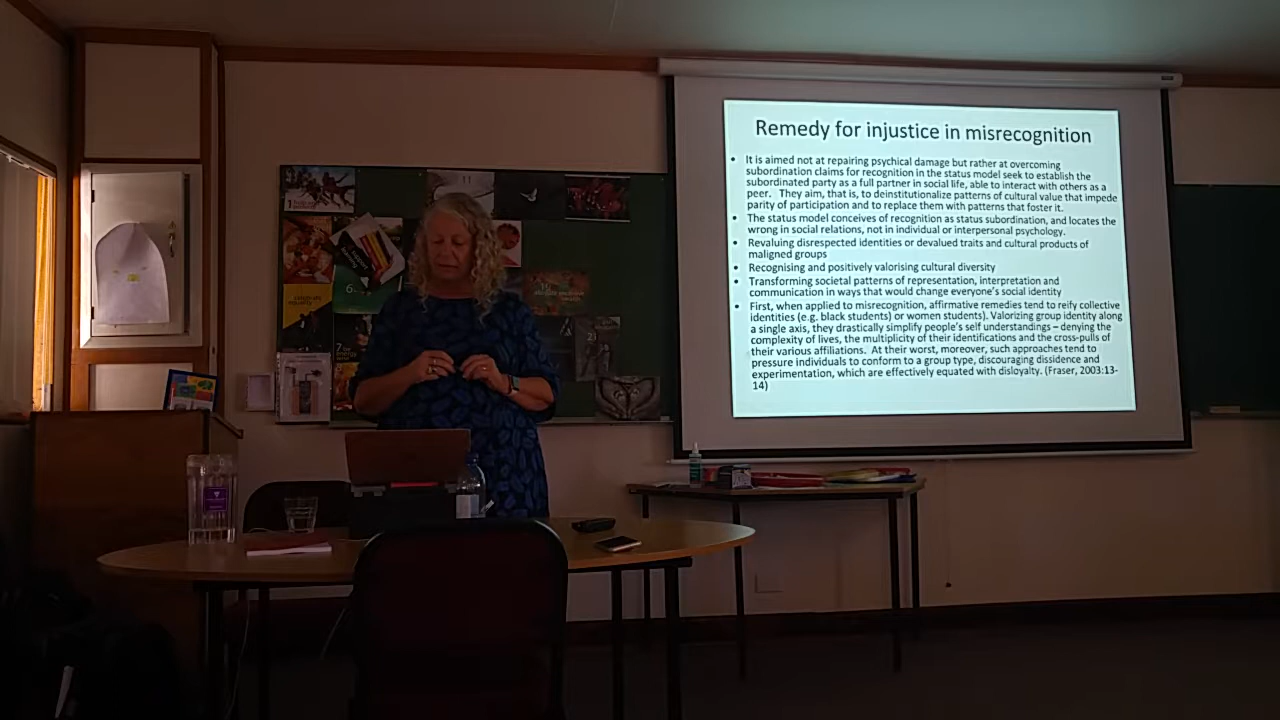 Remedy for injustice in misrecognition
• It is aimed not at repairing psychical damage but rather at overcoming
subordination claims for recognition in the status model seek to establish the
subordinated party as a full partner in social life, able to interact with others as a
peer. They aim, that is, to deinstitutionalize patterns of cultural value that impede
parity of participation and to replace them with patterns that foster it.
• The status model conceives of recognition as status subordination, and locates the
wrong in social relations, not in individual or interpersonal psychology.
• Revaluing disrespected identities or devalued traits and cultural products of
maligned groups
• Recognising and positively valorising cultural diversity
• Transforming societal patterns of representation, interpretation and
communication in ways that would change everyone's social identity
• First, when applied to misrecognition, affirmative remedies tend to reify collective
identities (e.g. black students) or women students). Valorizing group identity along
a single axis, they drastically simplify people's self understandings – denying the
complexity of lives, the multiplicity of their identifications and the cross-pulls of
their various affiliations. At their worst, moreover, such approaches tend to
pressure individuals to conform to a group type, discouraging dissidence and
experimentation, which are effectively equated with disloyalty. (Fraser, 2003:13-
14)
1
11
6
7